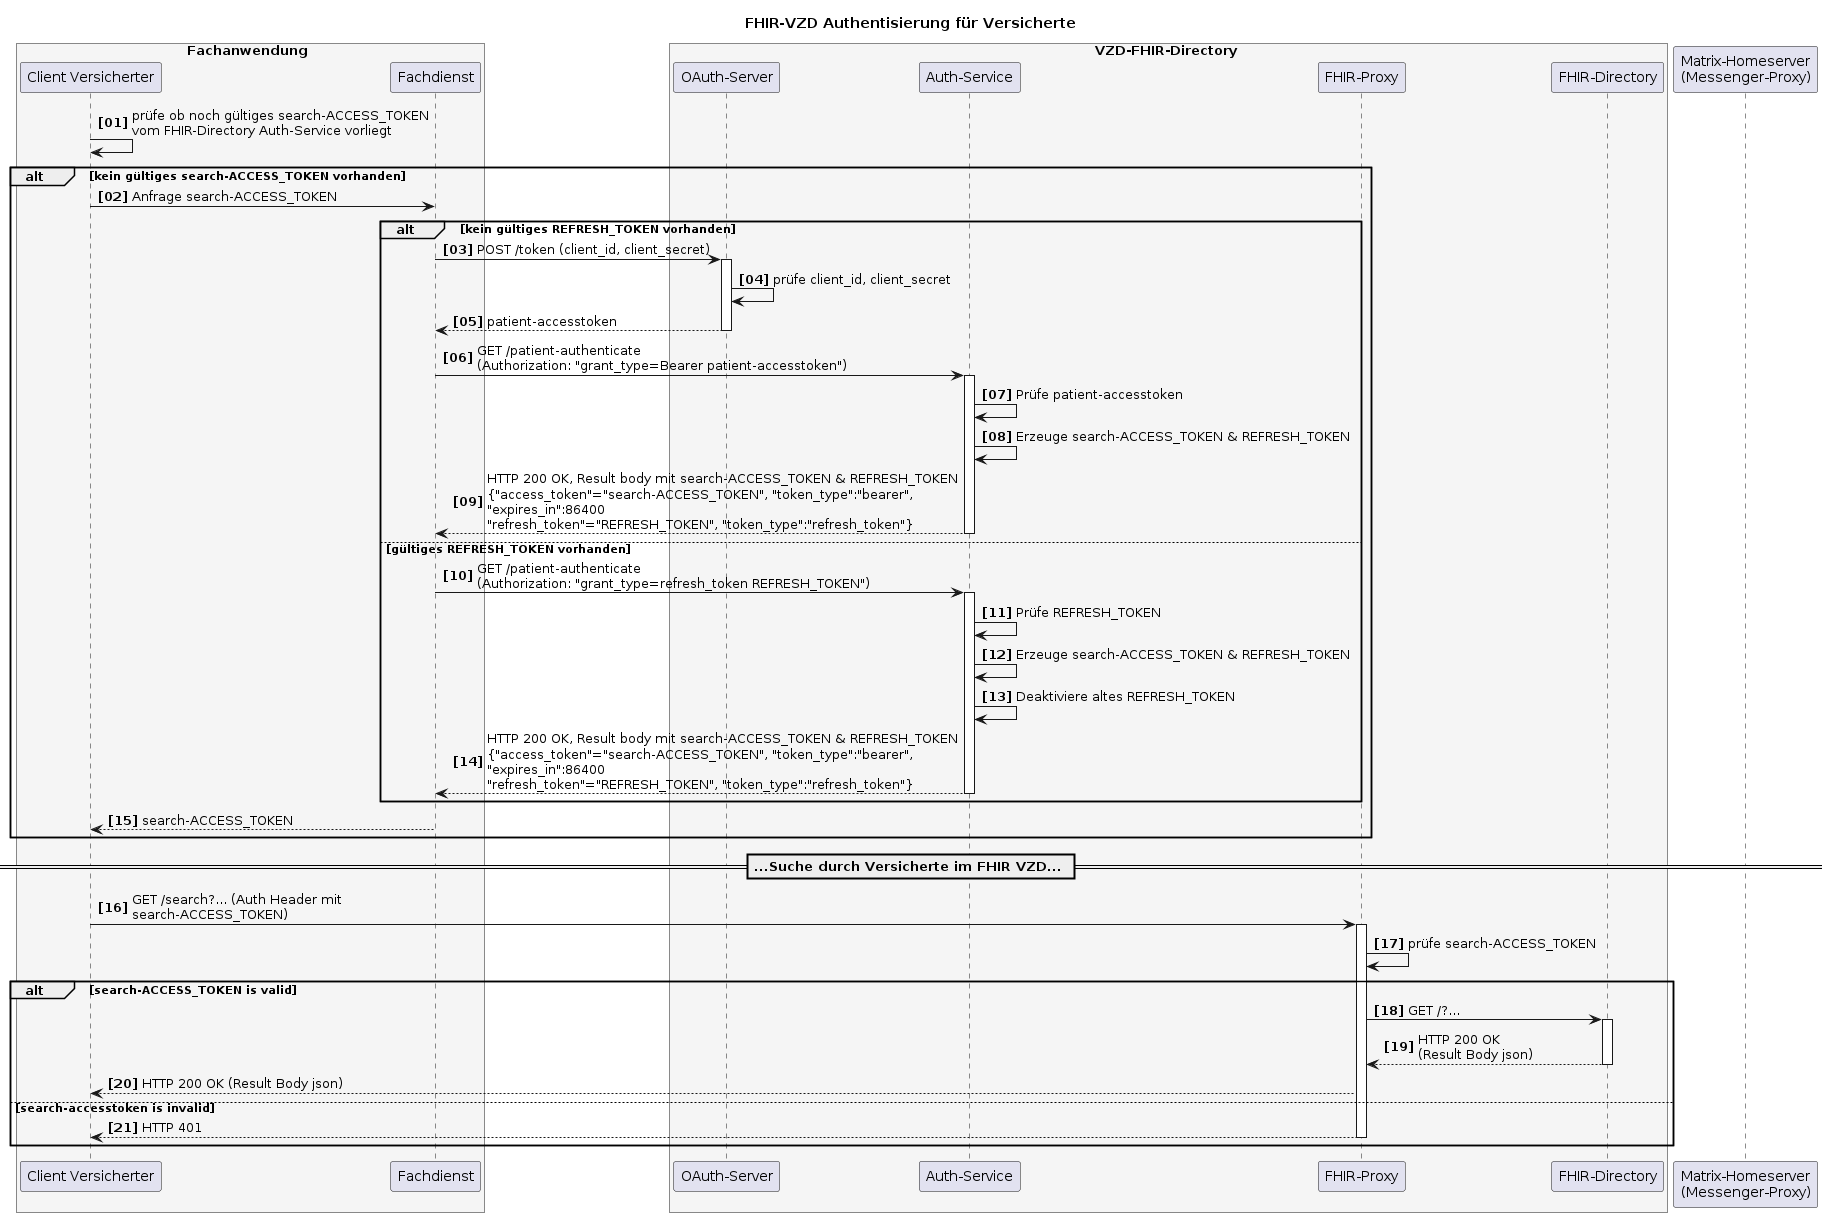 FHIR-VZD Authentisierung für Versicherte
Fachanwendung
VZD-FHIR-Directory
Client Versicherter
Fachdienst
OAuth-Server
Auth-Service
FHIR-Proxy
FHIR-Directory
Matrix-Homeserver
(Messenger-Proxy)
[01] prüfe ob noch gültiges search-ACCESS_TOKEN
vom FHIR-Directory Auth-Service vorliegt
alt [kein gültiges search-ACCESS_TOKEN vorhanden]
[02] Anfrage search-ACCESS_TOKEN
alt [kein gültiges REFRESH_TOKEN vorhanden]
[03] POST /token (client_id, client_secret)
[04] prüfe client_id, client_secret
[05] patient-accesstoken
[06] GET /patient-authenticate
(Authorization: "grant_type=Bearer patient-accesstoken")
[07] Prüfe patient-accesstoken
[08] Erzeuge search-ACCESS_TOKEN & REFRESH_TOKEN
[09] HTTP 200 OK, Result body mit search-ACCESS_TOKEN & REFRESH_TOKEN
{"access_token"="search-ACCESS_TOKEN", "token_type":"bearer",
"expires_in":86400
"refresh_token"="REFRESH_TOKEN", "token_type":"refresh_token"}
[gültiges REFRESH_TOKEN vorhanden]
[10] GET /patient-authenticate
(Authorization: "grant_type=refresh_token REFRESH_TOKEN")
[11] Prüfe REFRESH_TOKEN
[12] Erzeuge search-ACCESS_TOKEN & REFRESH_TOKEN
[13] Deaktiviere altes REFRESH_TOKEN
[14] HTTP 200 OK, Result body mit search-ACCESS_TOKEN & REFRESH_TOKEN
{"access_token"="search-ACCESS_TOKEN", "token_type":"bearer",
"expires_in":86400
"refresh_token"="REFRESH_TOKEN", "token_type":"refresh_token"}
[15] search-ACCESS_TOKEN
...Suche durch Versicherte im FHIR VZD...
[16] GET /search?... (Auth Header mit
search-ACCESS_TOKEN)
[17] prüfe search-ACCESS_TOKEN
alt [search-ACCESS_TOKEN is valid]
[18] GET /?...
[19] HTTP 200 OK
(Result Body json)
[20] HTTP 200 OK (Result Body json)
[search-accesstoken is invalid]
[21] HTTP 401
Client Versicherter
Fachdienst
OAuth-Server
Auth-Service
FHIR-Proxy
FHIR-Directory
Matrix-Homeserver
(Messenger-Proxy)